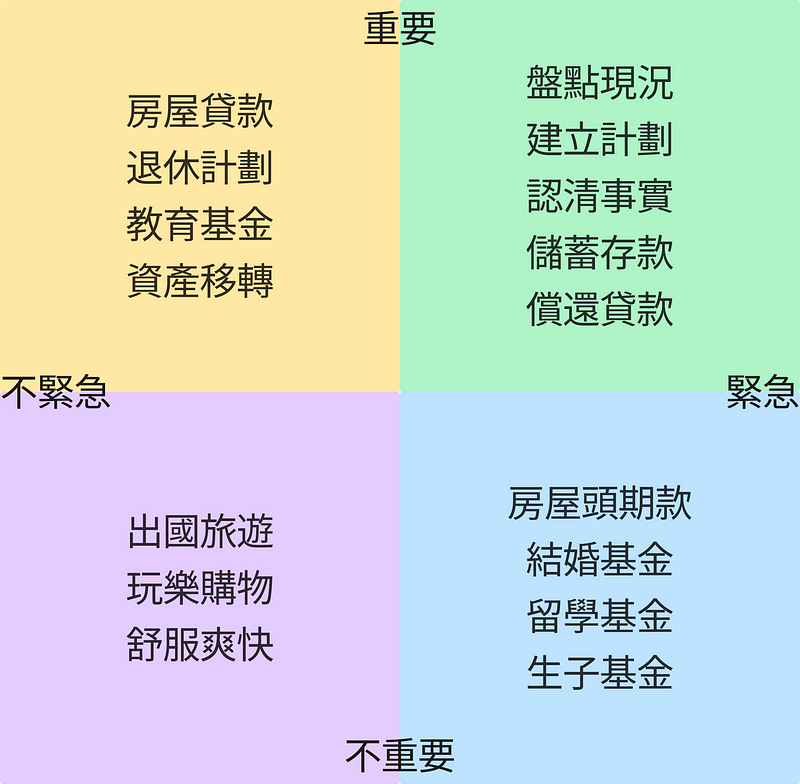 重要
房屋貸款
退休計劃
教育基金
資產移轉
盤點現況
建立計劃
認清事實
儲蓄存款
償還貸款
不緊急
緊急
出國旅遊
玩樂購物
舒服爽快
房屋頭期款
結婚基金
留學基金
生子基金
不重要